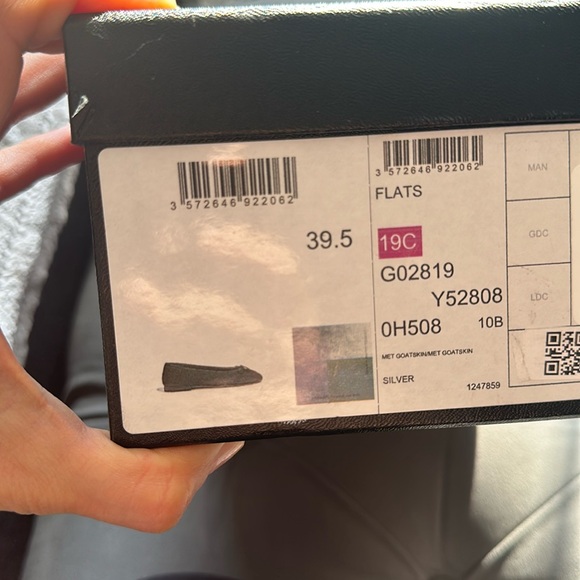 3 572646 922062
39.5
3 572646 922062
FLATS
19C
G02819
Y52808
0H508 10B
MET GOATSKIN/MET GOATSKIN
SILVER
1247859
MAN
GDC
LDC